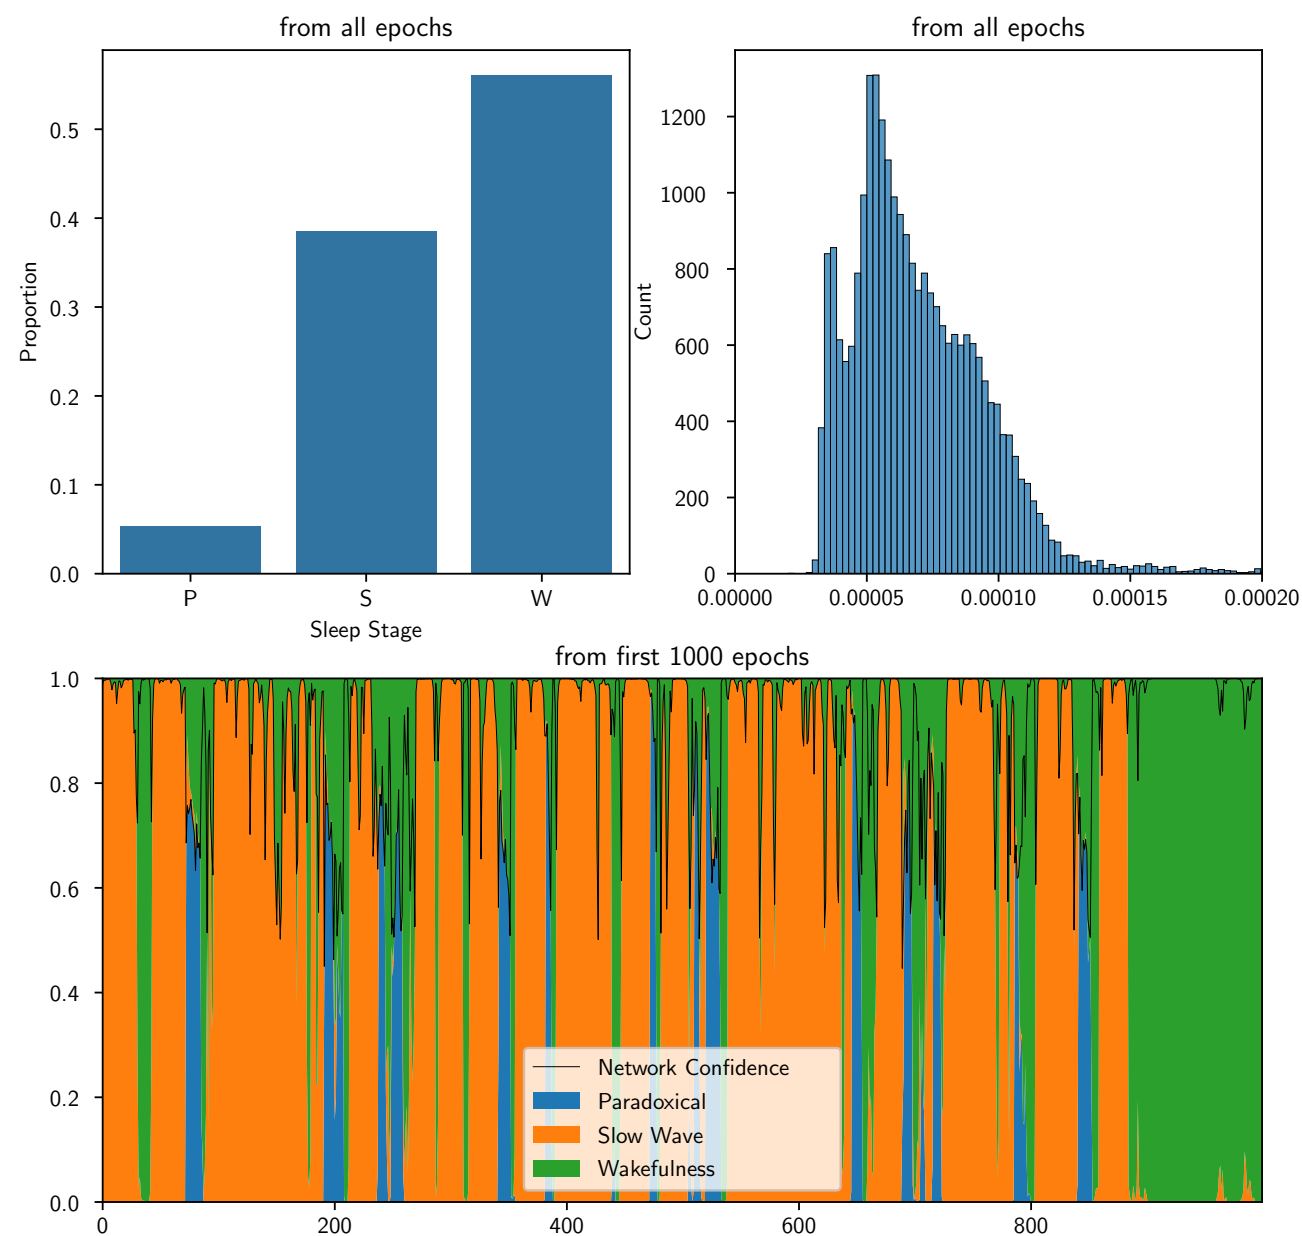 from all epochs
Proportion
0.5
0.4
0.3
0.2
0.1
0.0
P S W
Sleep Stage
from all epochs
Count
1200
1000
800
600
400
200
0
0.00000 0.00005 0.00010 0.00015 0.00020
from first 1000 epochs
1.0
0.8
0.6
0.4
0.2
0.0
0 200 400 600 800
Network Confidence
Paradoxical
Slow Wave
Wakefulness